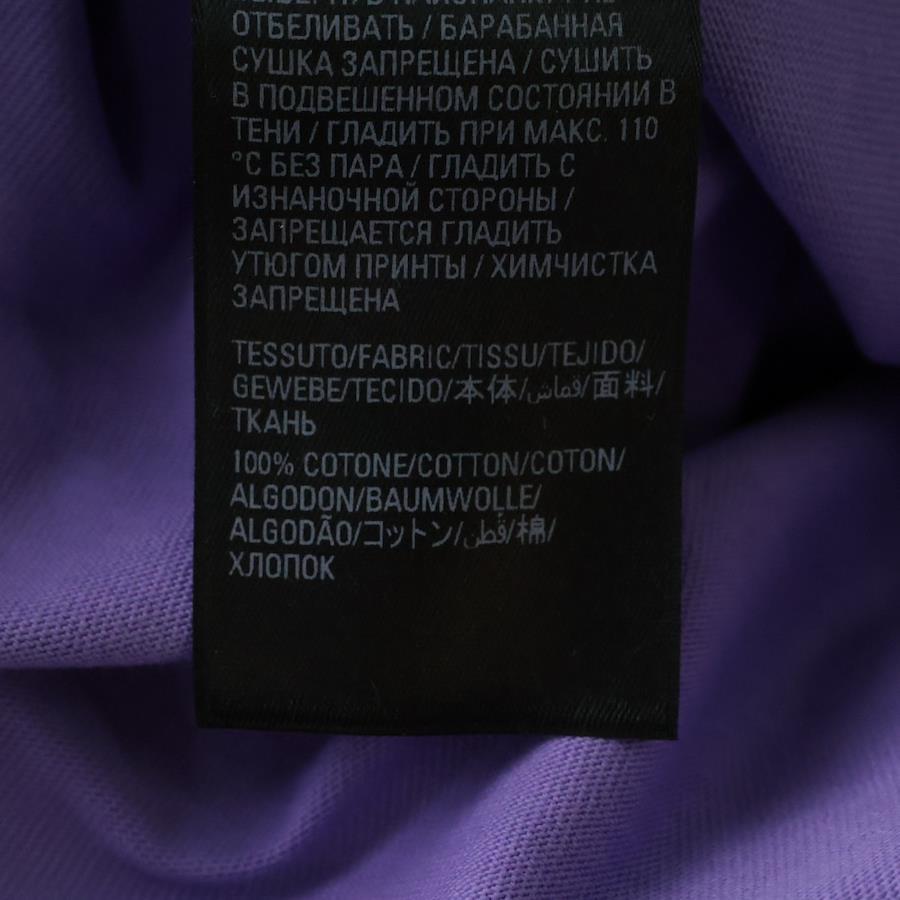 ОТБЕЛИВАТЬ / БАРАБАННАЯ
СУШКА ЗАПРЕЩЕНА / СУШИТЬ
В ПОДВЕШЕННОМ СОСТОЯНИИ В
ТЕНИ / ГЛАДИТЬ ПРИ МАКС. 110
°C БЕЗ ПАРА / ГЛАДИТЬ С
ИЗНАНОЧНОЙ СТОРОНЫ /
ЗАПРЕЩАЕТСЯ ГЛАДИТЬ
УТЮГОМ ПРИНТЫ / ХИМЧИСТКА
ЗАПРЕЩЕНА
TESSUTO/FABRIC/TISSU/TEJIDO/
GEWEBE/TECIDO/本体/قماش/面料/
ТКАНЬ
100% COTONE/COTTON/COTON/
ALGODON/BAUMWOLLE/
ALGODÃO/コットン/قطن/棉/
ХЛОПОК